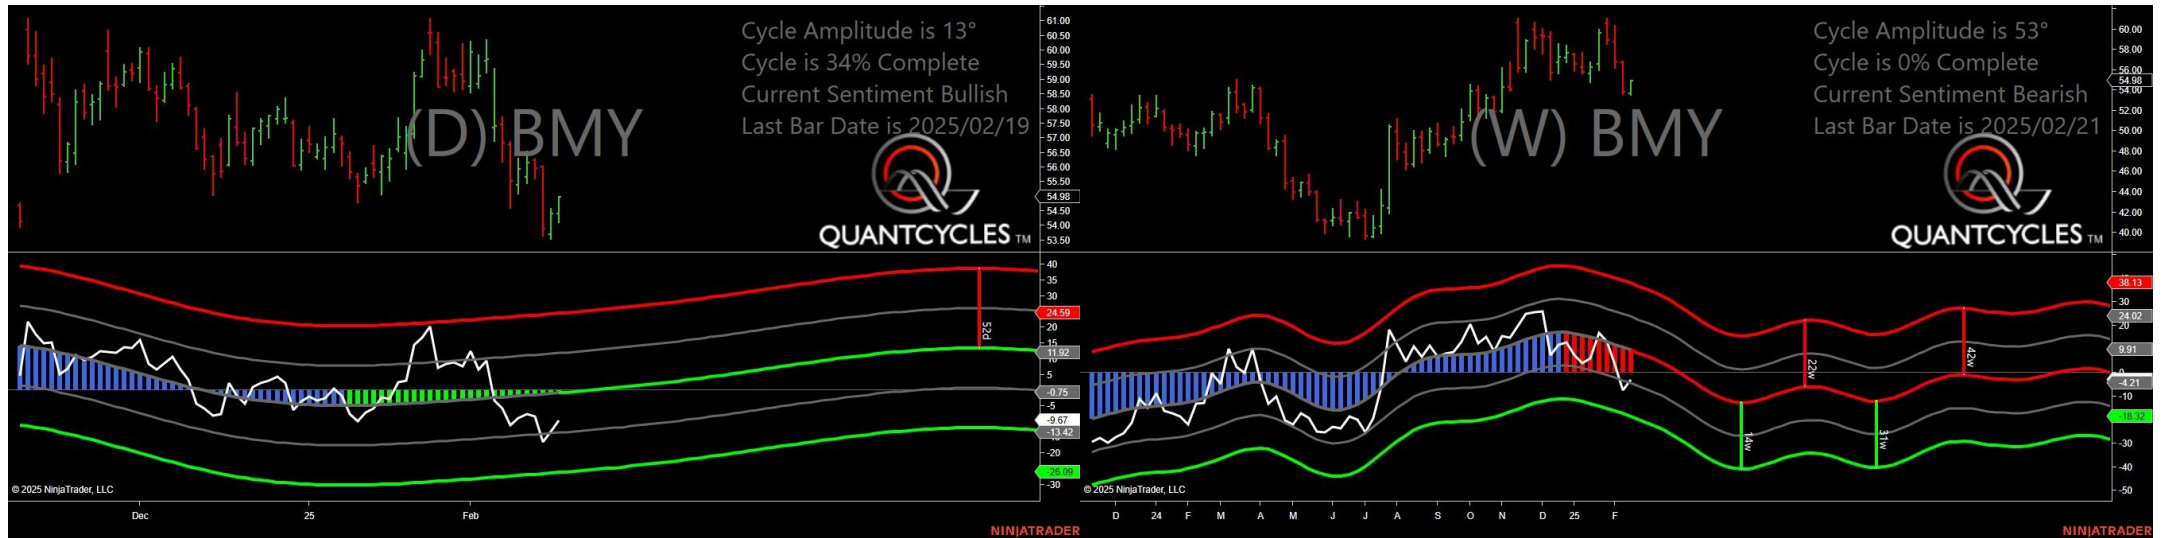 Cycle Amplitude is 13°
Cycle is 34% Complete
Current Sentiment Bullish
Last Bar Date is 2025/02/19
(D) BMY
QUANTCYCLES TM
61.00
60.50
60.00
59.50
59.00
58.50
58.00
57.50
57.00
56.50
56.00
55.50
54.98
54.50
54.00
53.50
40
35
30
24.59
20
15
11.92
5
-0.75
-5
-9.67
-13.42
-20
-26.09
-30
52d
© 2025 NinjaTrader, LLC
Dec
25
Feb
NINJATRADER
Cycle Amplitude is 53°
Cycle is 0% Complete
Current Sentiment Bearish
Last Bar Date is 2025/02/21
(W) BMY
QUANTCYCLES TM
60.00
58.00
56.00
54.98
54.00
52.00
50.00
48.00
46.00
44.00
42.00
40.00
38.13
30
24.02
20
9.91
-4.21
-10
-18.32
-30
-40
-50
14w
22w
31w
42w
© 2025 NinjaTrader, LLC
D
24
F
M
A
M
J
J
A
S
O
N
D
25
F
NINJATRADER